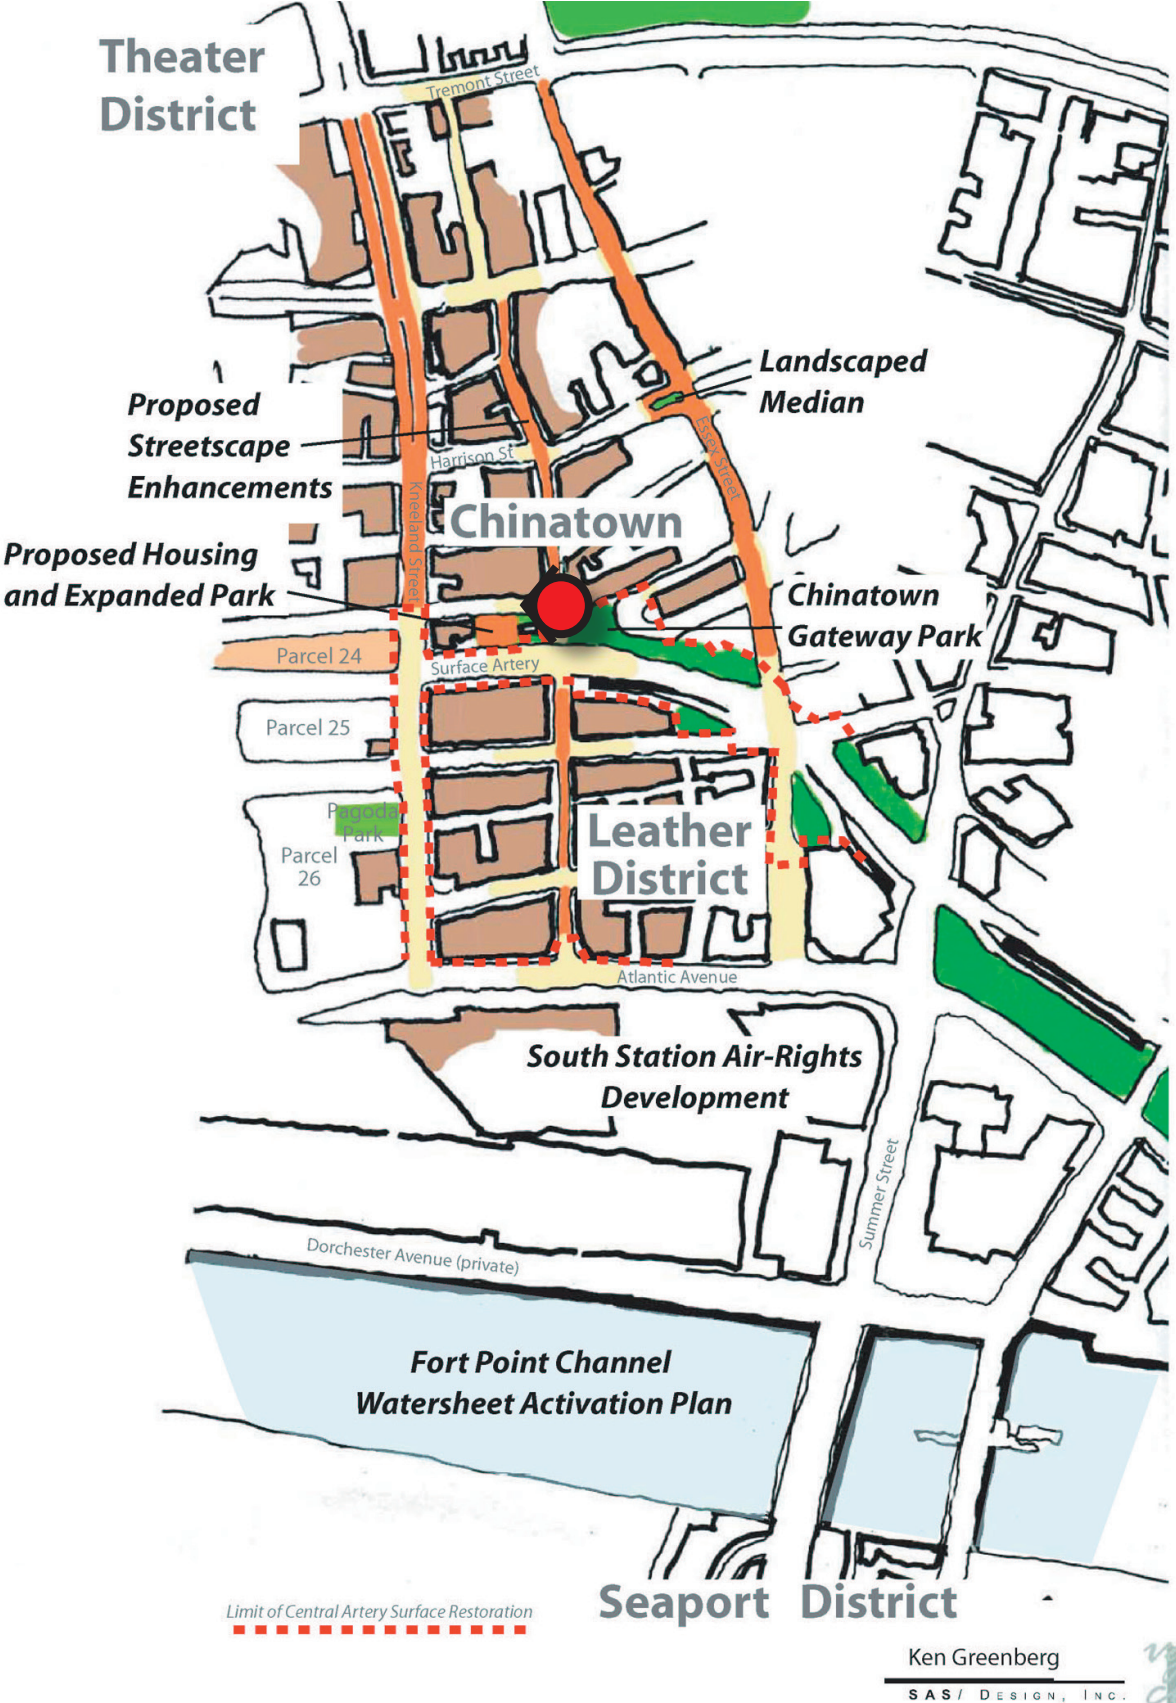 Theater
District
Tremont Street
Landscaped
Median
Proposed
Streetscape
Enhancements
Harrison St
Essex Street
Kneeland Street
Chinatown
Proposed Housing
and Expanded Park
Chinatown
Gateway Park
Parcel 24
Surface Artery
Parcel 25
Pagoda
Park
Parcel
26
Leather
District
Atlantic Avenue
South Station Air-Rights
Development
Summer Street
Dorchester Avenue (private)
Fort Point Channel
Watersheet Activation Plan
Seaport District
Limit of Central Artery Surface Restoration
Ken Greenberg
SAS/ DESIGN, INC.